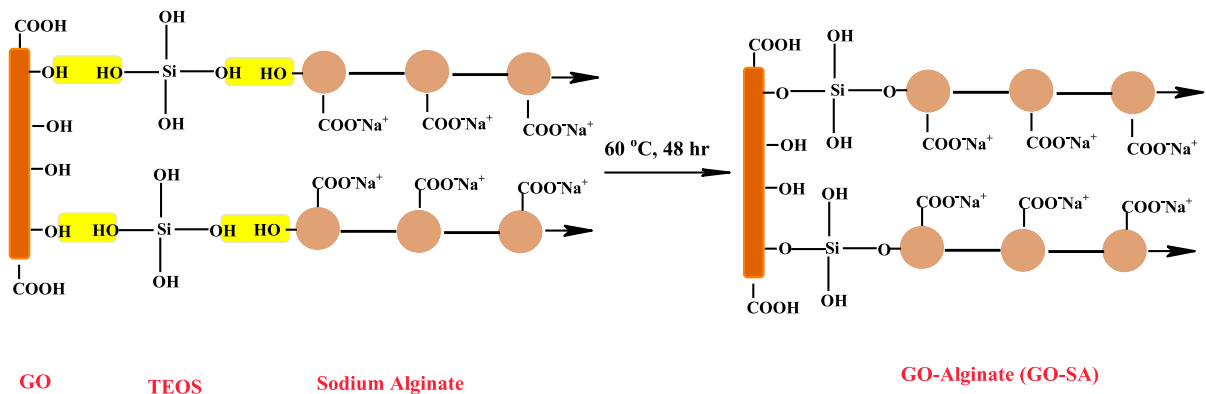 COOH
OH
OH HO Si OH HO
OH
OH
COO⁻Na⁺ COO⁻Na⁺ COO⁻Na⁺
OH
OH
COO⁻Na⁺ COO⁻Na⁺ COO⁻Na⁺
OH HO Si OH HO
OH
COOH
60 °C, 48 hr
COOH
OH
O Si O
OH
OH
COO⁻Na⁺ COO⁻Na⁺ COO⁻Na⁺
OH
OH
COO⁻Na⁺ COO⁻Na⁺ COO⁻Na⁺
O Si O
OH
COOH
GO TEOS Sodium Alginate GO-Alginate (GO-SA)